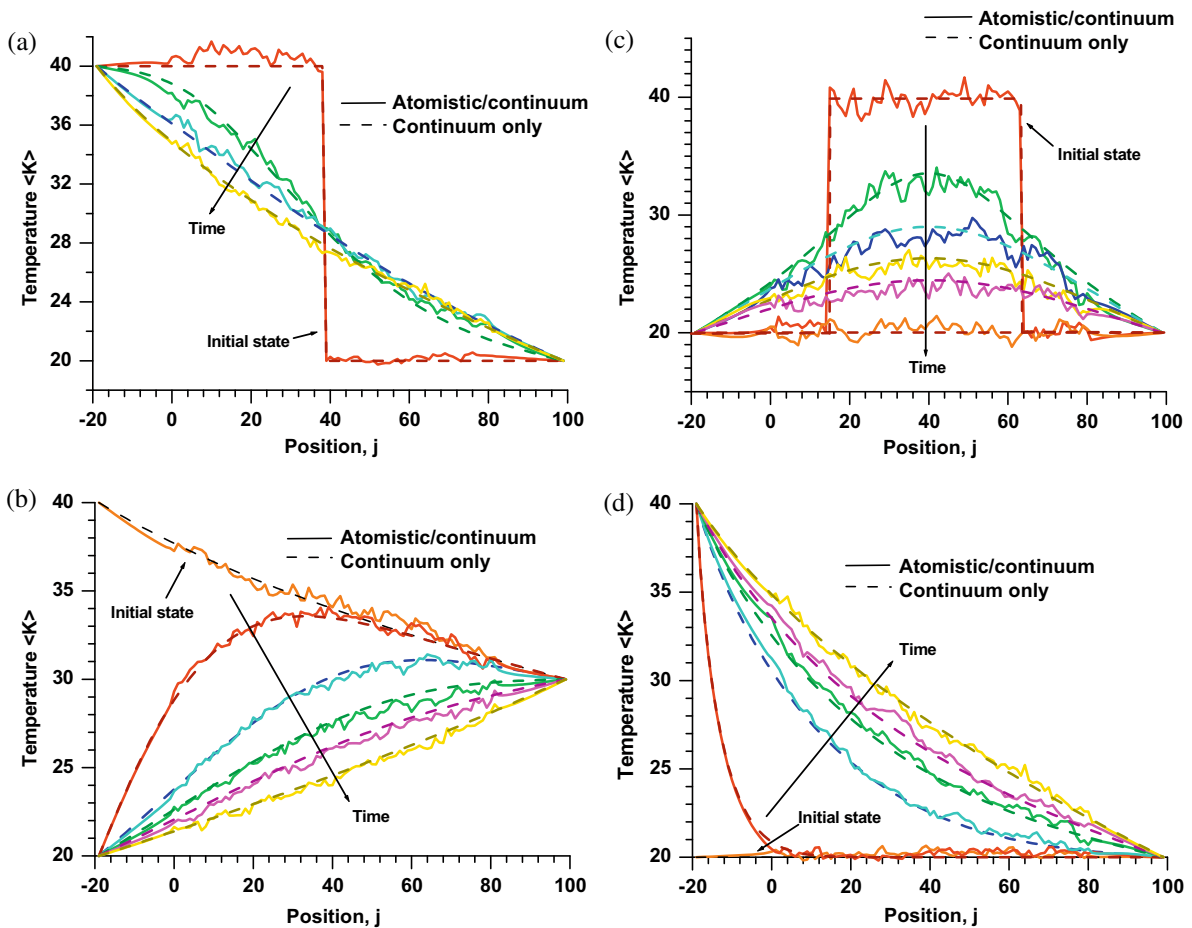 (a)
Temperature <K>
40
36
32
28
24
20
Atomistic/continuum
Continuum only
Time
Initial state
-20 0 20 40 60 80 100
Position, j
(c)
Temperature <K>
40
30
20
Atomistic/continuum
Continuum only
Initial state
Time
-20 0 20 40 60 80 100
Position, j
(b)
Temperature <K>
40
35
30
25
20
Atomistic/continuum
Continuum only
Initial state
Time
-20 0 20 40 60 80 100
Position, j
(d)
Temperature <K>
40
35
30
25
20
Atomistic/continuum
Continuum only
Time
Initial state
-20 0 20 40 60 80 100
Position, j